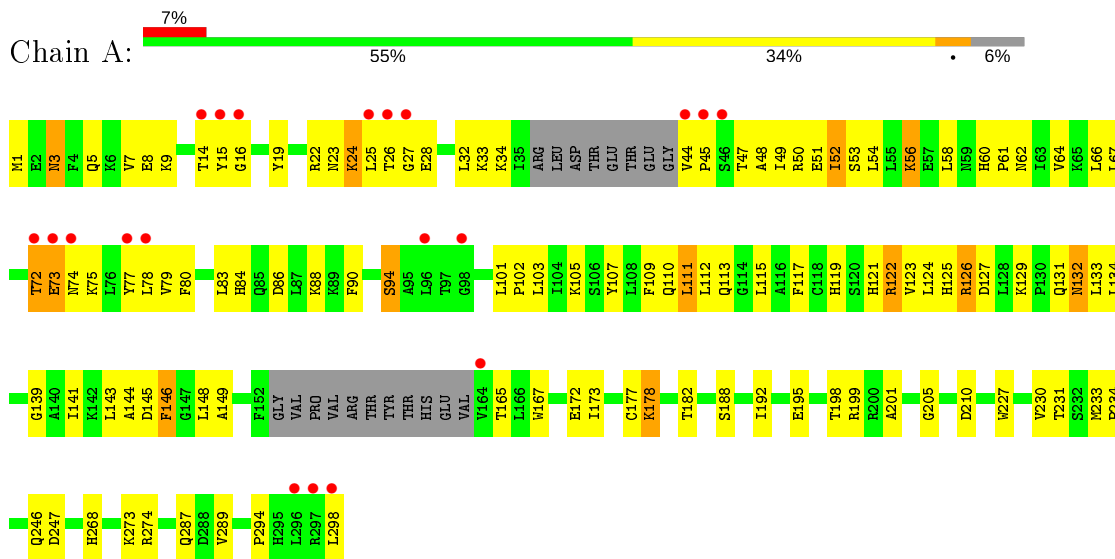 7%
Chain A:
55% 34% • 6%
M1 E2 N3 F4 Q5 K6 V7 E8 K9 T14 Y15 G16 Y19 R22 N23 K24 L25 T26 G27 E28 L32 K33 K34 I35 ARG LEU ASP THR GLU THR GLU GLY V44 P45 S46 T47 A48 I49 R50 E51 I52 S53 L54 L55 K56 E57 L58 N59 H60 P61 N62 I63 V64 K65 L66 L67
T72 E73 N74 K75 L76 Y77 L78 V79 F80 L83 H84 Q85 D86 L87 K88 K89 F90 S94 A95 L96 T97 G98 L101 P102 L103 I104 K105 S106 Y107 L108 F109 Q110 L111 L112 Q113 G114 L115 A116 F117 C118 H119 S120 H121 R122 V123 L124 H125 R126 D127 L128 K129 P130 Q131 N132 L133 L134
G139 A140 I141 K142 L143 A144 D145 F146 G147 L148 A149 F152 GLY VAL PRO VAL ARG THR TYR THR HIS GLU VAL V164 T165 L166 W167 E172 I173 C177 K178 T182 S188 I192 E195 T198 R199 R200 A201 G205 D210 W227 V230 T231 S232 M233 P234
Q246 D247 H268 K273 R274 Q287 D288 V289 P294 H295 L296 R297 L298